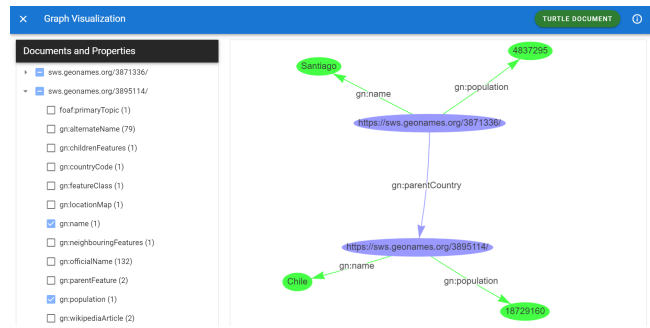 Graph Visualization
TURTLE DOCUMENT
Documents and Properties
sws.geonames.org/3871336/
sws.geonames.org/3895114/
foaf:primaryTopic (1)
gn:alternateName (79)
gn:childrenFeatures (1)
gn:countryCode (1)
gn:featureClass (1)
gn:locationMap (1)
gn:name (1)
gn:neighbouringFeatures (1)
gn:officialName (132)
gn:parentFeature (2)
gn:population (1)
gn:wikipediaArticle (2)
4837295
Santiago
gn:population
gn:name
https://sws.geonames.org/3871336/
gn:parentCountry
https://sws.geonames.org/3895114/
gn:name
gn:population
Chile
18729160